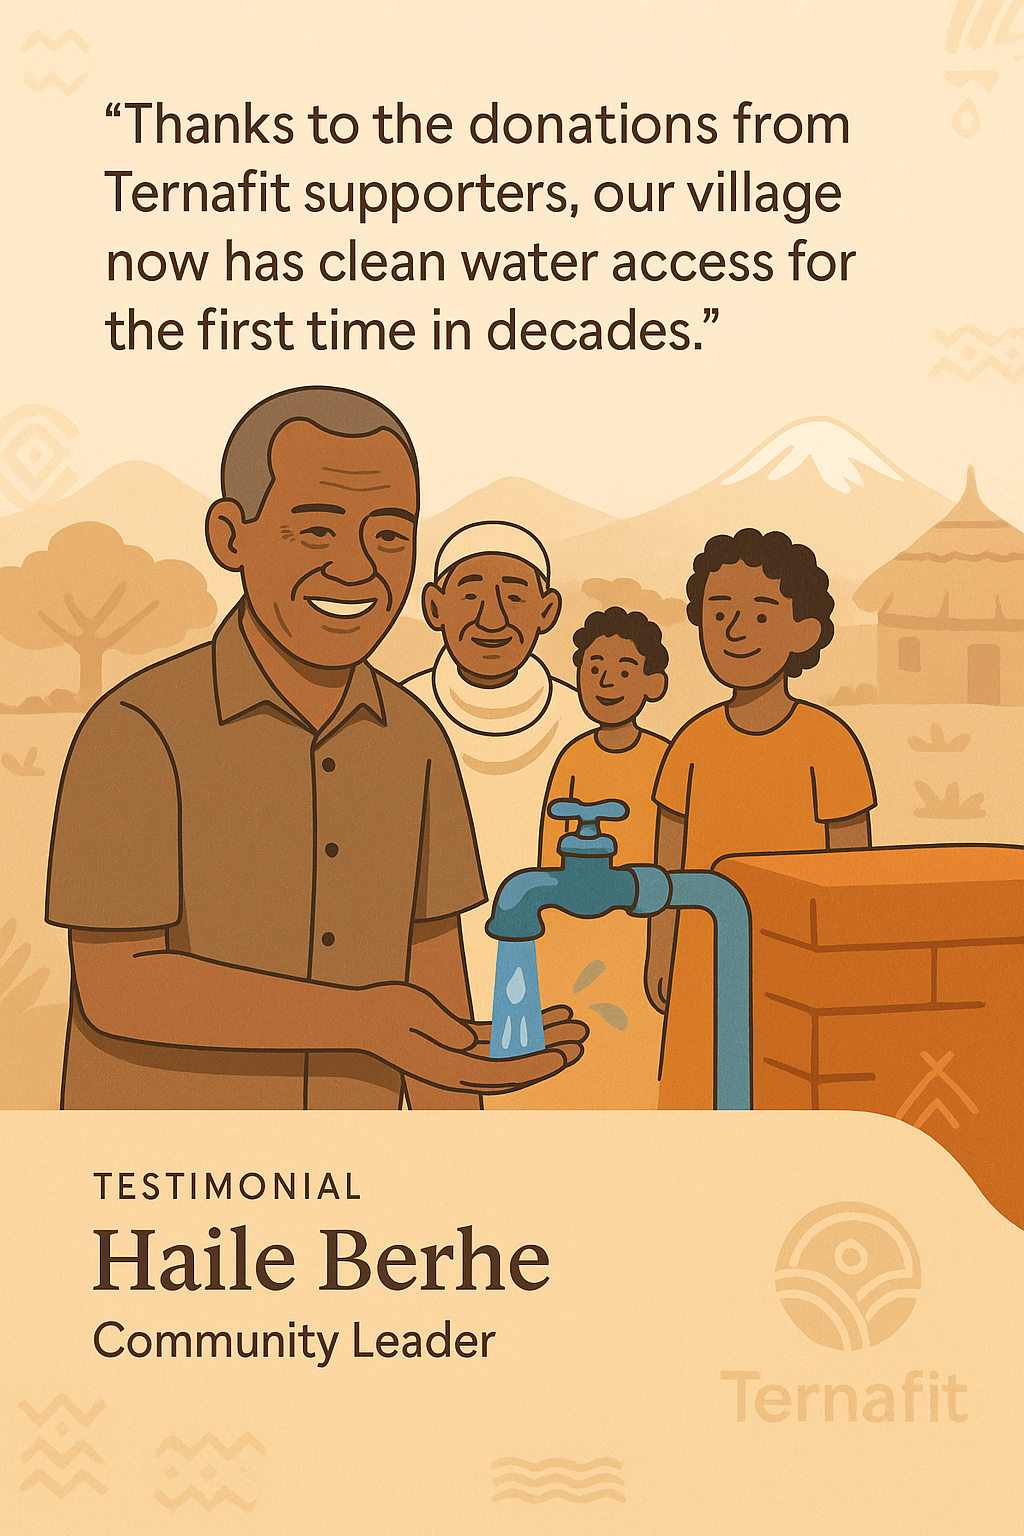 “Thanks to the donations from
Ternafit supporters, our village
now has clean water access for
the first time in decades.”
TESTIMONIAL
Haile Berhe
Community Leader
Ternafit